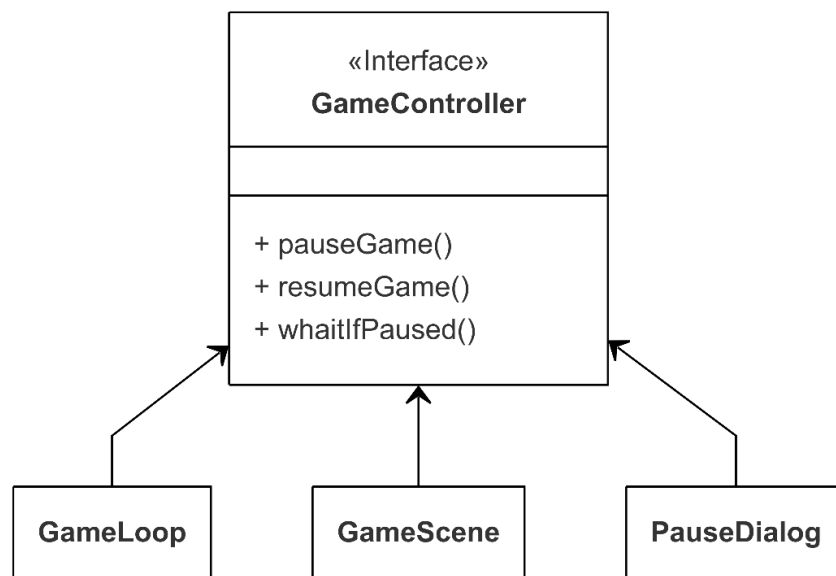 «Interface»
GameController
+ pauseGame()
+ resumeGame()
+ whaitIfPaused()
GameLoop
GameScene
PauseDialog